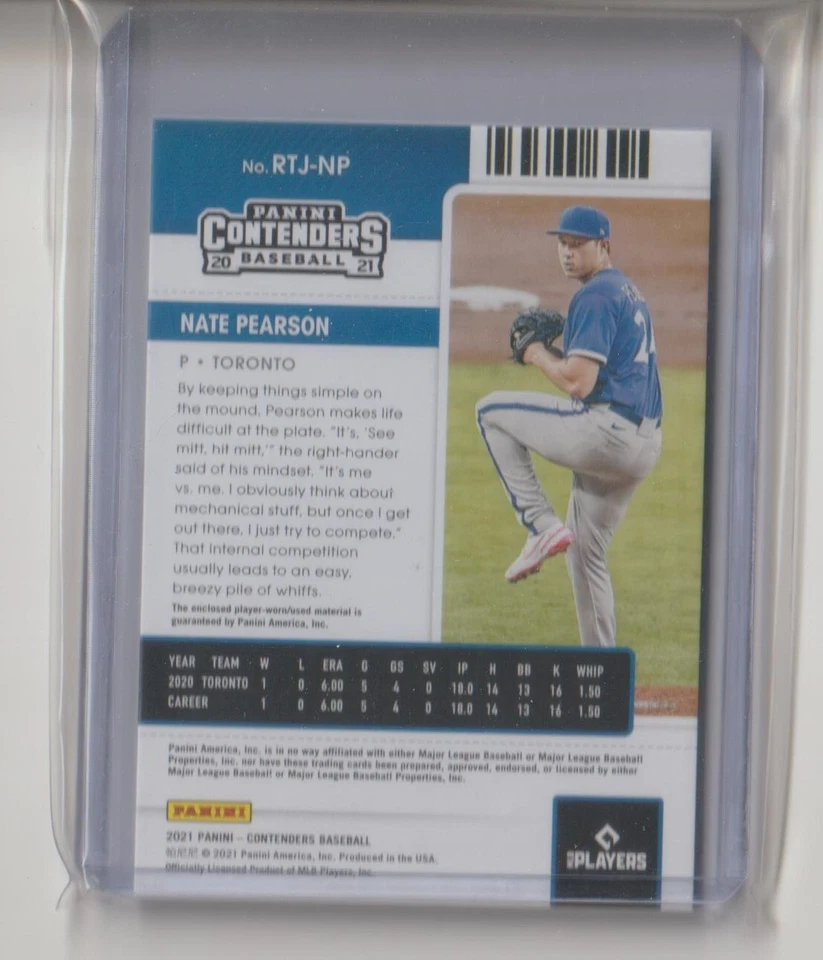 No. RTJ-NP
PANINI
CONTENDERS
20 BASEBALL 21
NATE PEARSON
P • TORONTO
By keeping things simple on
the mound, Pearson makes life
difficult at the plate. "It's, 'See
mitt, hit mitt,'" the right-hander
said of his mindset. "It's me
vs. me. I obviously think about
mechanical stuff, but once I get
out there, I just try to compete."
That internal competition
usually leads to an easy,
breezy pile of whiffs.
The enclosed player-worn/used material is
guaranteed by Panini America, Inc.
YEAR TEAM W L ERA G GS SV IP H BB K WHIP
2020 TORONTO 1 0 6.00 5 4 0 18.0 14 13 16 1.50
CAREER 1 0 6.00 5 4 0 18.0 14 13 16 1.50
Panini America, Inc. is in no way affiliated with either Major League Baseball or Major League Baseball
Properties, Inc. nor have these trading cards been prepared, approved, endorsed, or licensed by either
Major League Baseball or Major League Baseball Properties, Inc.
PANINI
2021 PANINI – CONTENDERS BASEBALL
帕尼尼 © 2021 Panini America, Inc. Produced in the USA.
Officially Licensed Product of MLB Players, Inc.
MLB PLAYERS